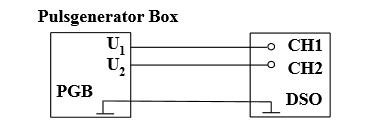 Pulsgenerator Box
U1 CH1
U2 CH2
PGB DSO